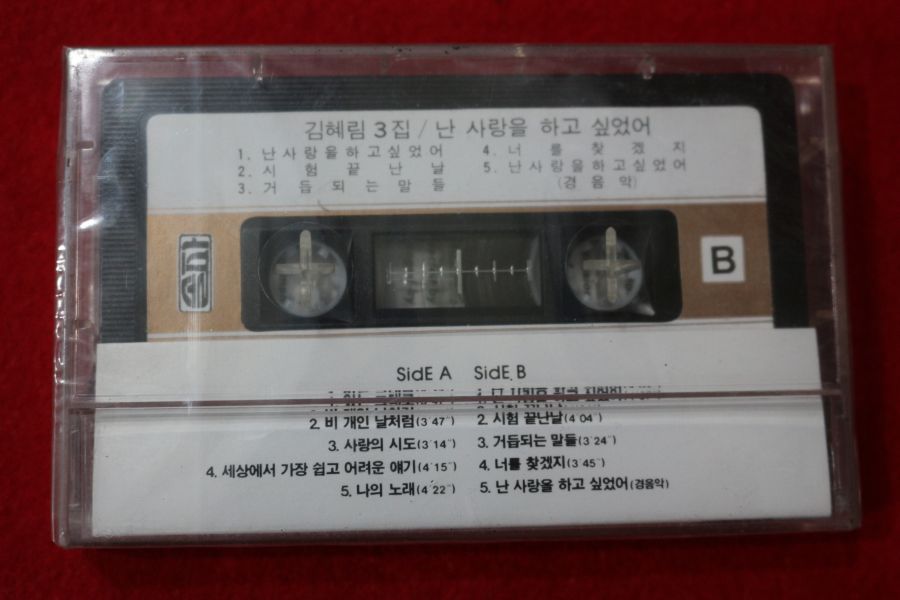 김혜림 3집 / 난 사랑을 하고 싶었어
1. 난사랑을하고싶었어
2. 시험끝난날
3. 거듭되는말들
4. 너를찾겠지
5. 난사랑을하고싶었어
(경음악)
B
SidE A
2. 비 개인 날처럼(3´47˝)
3. 사랑의 시도(3´14˝)
4. 세상에서 가장 쉽고 어려운 얘기(4´15˝)
5. 나의 노래(4´22˝)
SidE B
2. 시험 끝난날(4´04˝)
3. 거듭되는 말들(3´24˝)
4. 너를 찾겠지(3´45˝)
5. 난 사랑을 하고 싶었어(경음악)